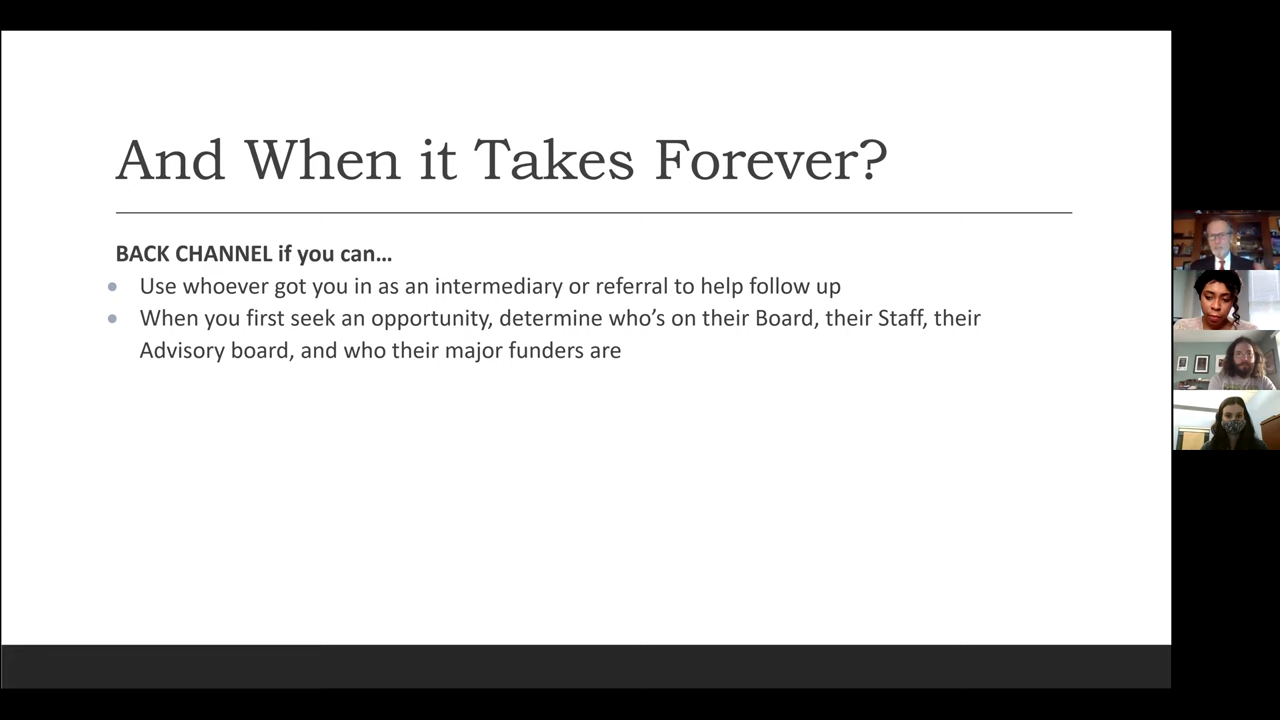 And When it Takes Forever?
BACK CHANNEL if you can…
Use whoever got you in as an intermediary or referral to help follow up
When you first seek an opportunity, determine who’s on their Board, their Staff, their
Advisory board, and who their major funders are